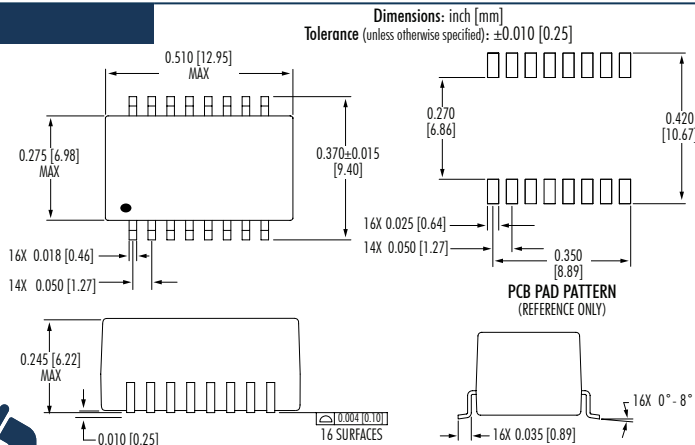 Dimensions: inch [mm]
Tolerance (unless otherwise specified): ±0.010 [0.25]
0.510 [12.95]
MAX
0.275 [6.98]
MAX
0.370±0.015
[9.40]
16X 0.018 [0.46]
14X 0.050 [1.27]
0.270
[6.86]
0.420
[10.67]
16X 0.025 [0.64]
14X 0.050 [1.27]
0.350
[8.89]
PCB PAD PATTERN
(REFERENCE ONLY)
0.245 [6.22]
MAX
0.010 [0.25]
0.004 [0.10]
16 SURFACES
16X 0°- 8°
16X 0.035 [0.89]